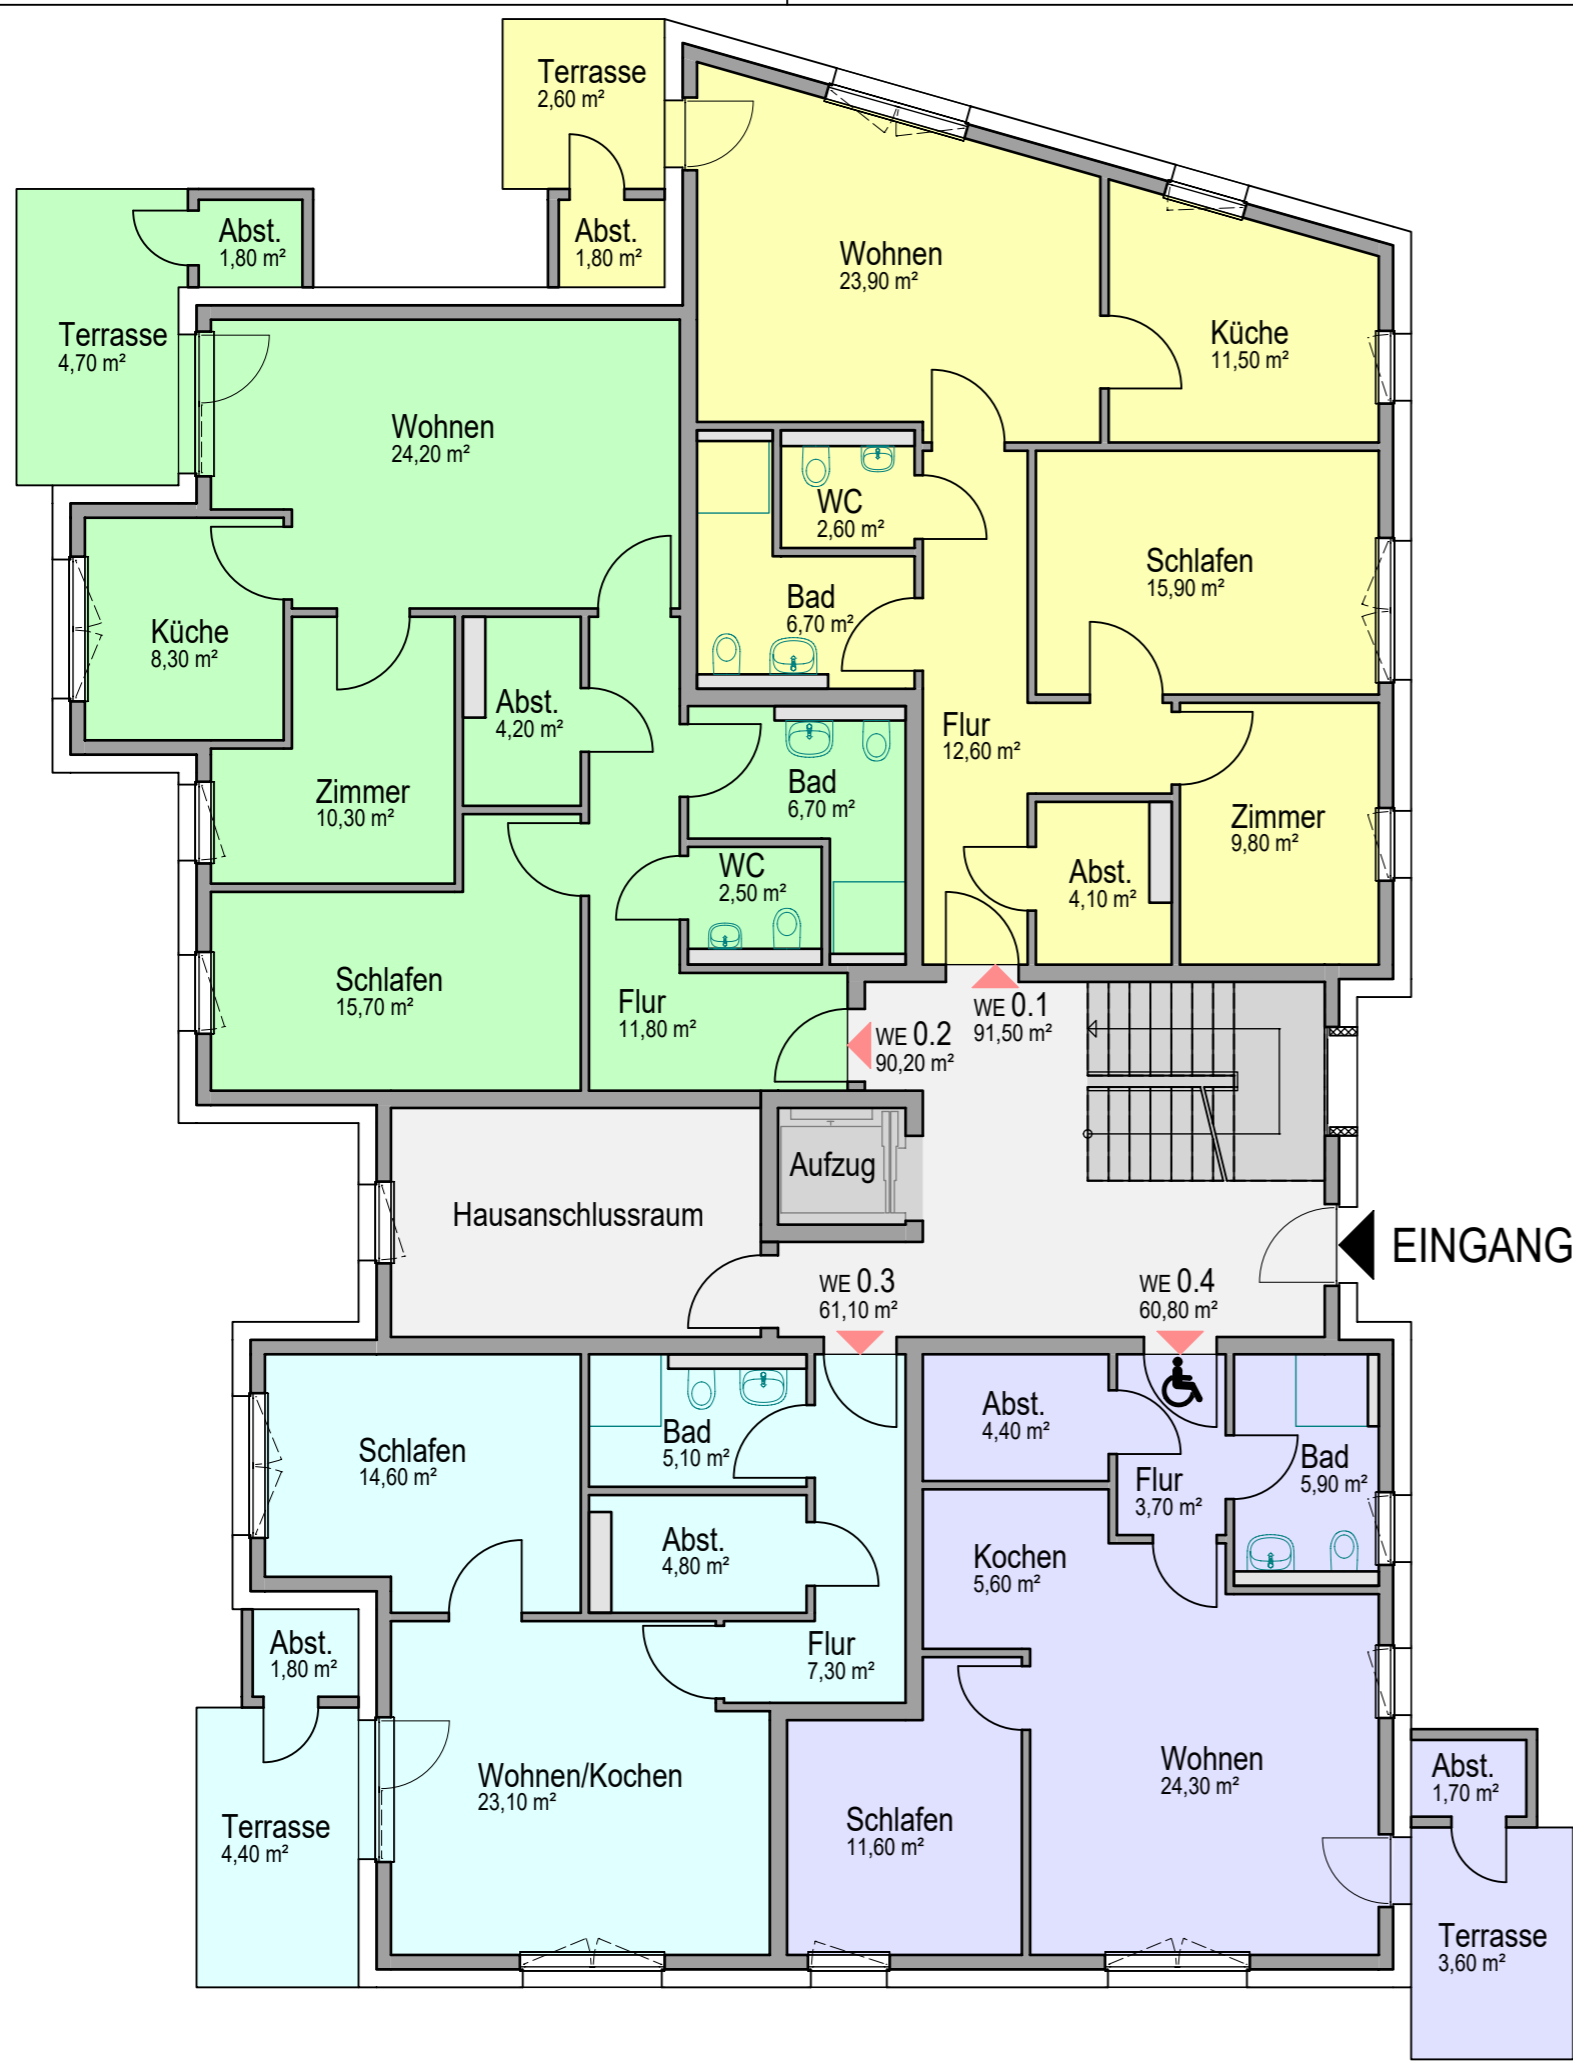 Terrasse
2,60 m²
Abst.
1,80 m²
Abst.
1,80 m²
Wohnen
23,90 m²
Terrasse
4,70 m²
Küche
11,50 m²
Wohnen
24,20 m²
WC
2,60 m²
Schlafen
15,90 m²
Bad
6,70 m²
Küche
8,30 m²
Abst.
4,20 m²
Flur
12,60 m²
Zimmer
10,30 m²
Bad
6,70 m²
Zimmer
9,80 m²
WC
2,50 m²
Abst.
4,10 m²
Schlafen
15,70 m²
Flur
11,80 m²
WE 0.1
91,50 m²
WE 0.2
90,20 m²
Aufzug
Hausanschlussraum
EINGANG
WE 0.3
61,10 m²
WE 0.4
60,80 m²
Abst.
4,40 m²
Schlafen
14,60 m²
Bad
5,10 m²
Bad
5,90 m²
Flur
3,70 m²
Abst.
4,80 m²
Kochen
5,60 m²
Abst.
1,80 m²
Flur
7,30 m²
Wohnen
24,30 m²
Abst.
1,70 m²
Wohnen/Kochen
23,10 m²
Schlafen
11,60 m²
Terrasse
4,40 m²
Terrasse
3,60 m²